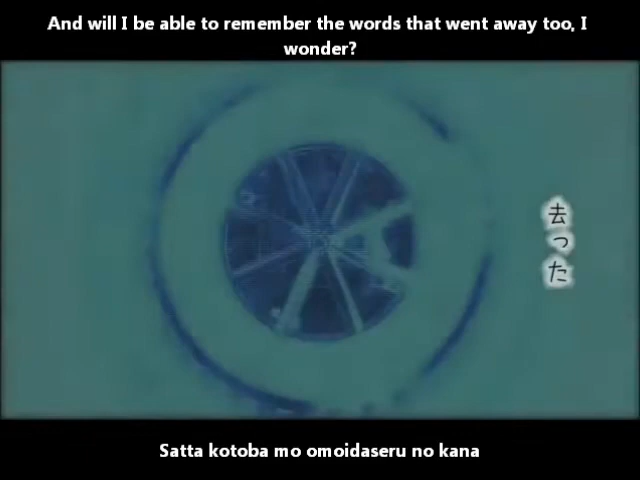 And will I be able to remember the words that went away too, I
wonder?
去った
Satta kotoba mo omoidaseru no kana